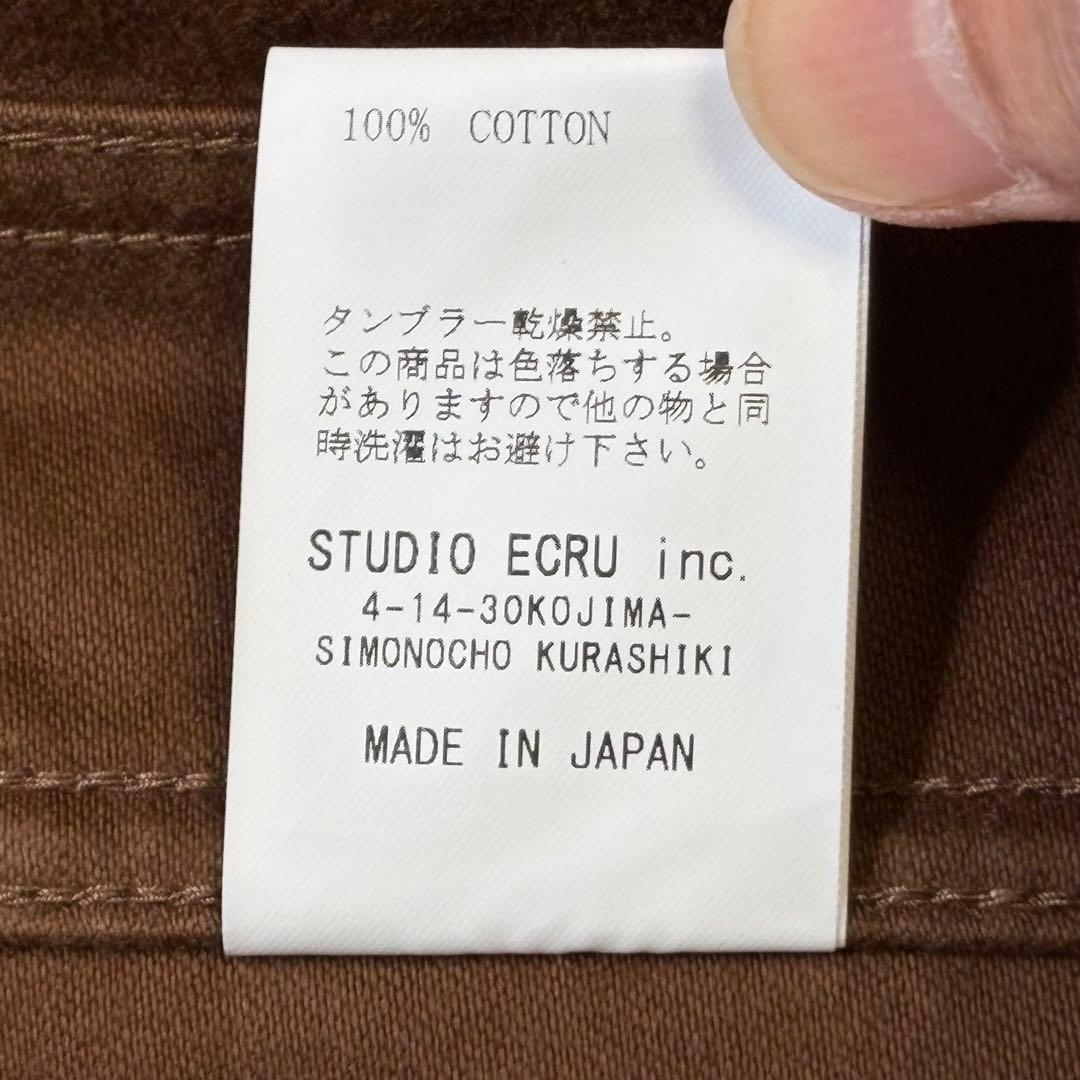 100% COTTON
タンブラー乾燥禁止。
この商品は色落ちする場合
がありますので他の物と同
時洗濯はお避け下さい。
STUDIO ECRU inc.
4-14-30KOJIMA-
SIMONOCHO KURASHIKI
MADE IN JAPAN